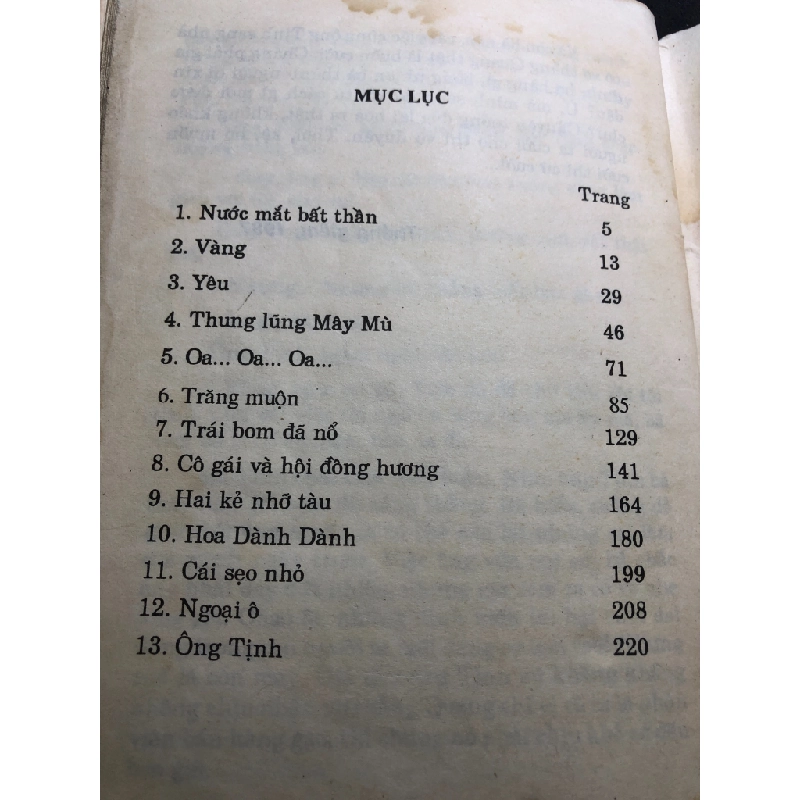 MỤC LỤC
Trang
1. Nước mắt bất thần 5
2. Vàng 13
3. Yêu 29
4. Thung lũng Mây Mù 46
5. Oa... Oa... Oa... 71
6. Trăng muộn 85
7. Trái bom đã nổ 129
8. Cô gái và hội đồng hương 141
9. Hai kẻ nhỡ tàu 164
10. Hoa Dành Dành 180
11. Cái sẹo nhỏ 199
12. Ngoại ô 208
13. Ông Tịnh 220